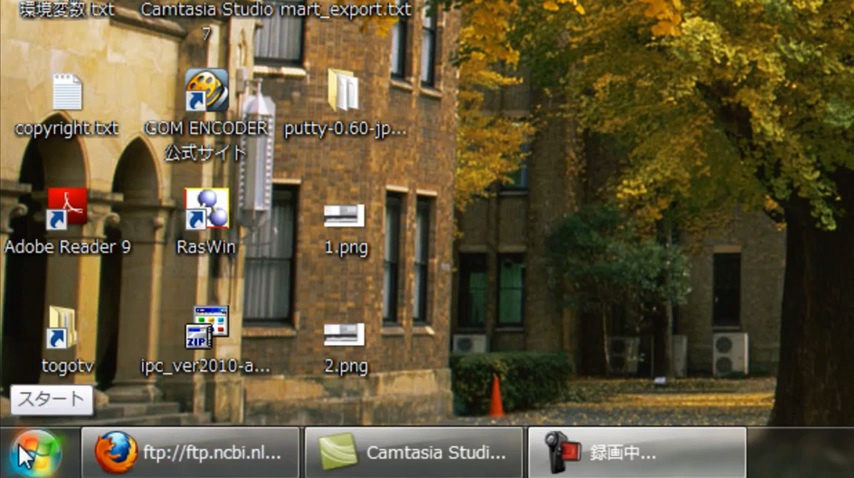 環境変数.txt
Camtasia Studio
7
mart_export.txt
copyright.txt
GOM ENCODER
公式サイト
putty-0.60-jp...
Adobe Reader 9
RasWin
1.png
togotv
ZIP
ipc_ver2010-a...
2.png
スタート
ftp://ftp.ncbi.nl...
Camtasia Studi...
録画中...